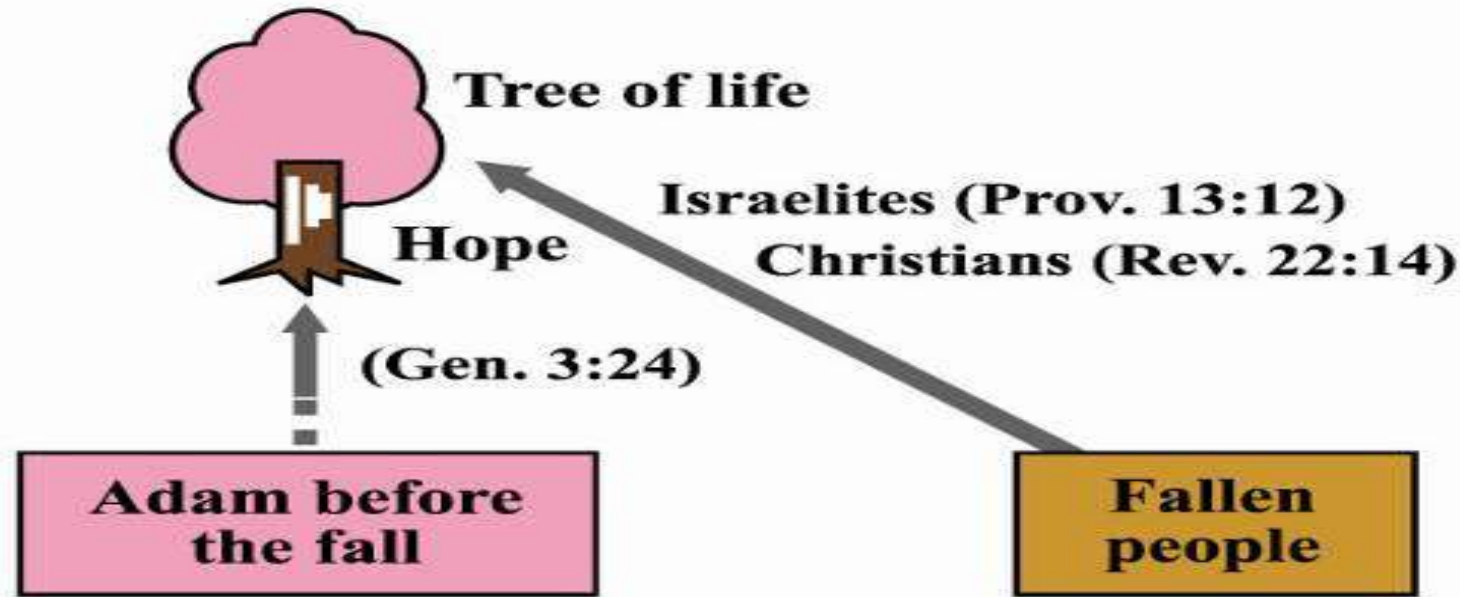 Tree of life
Israelites (Prov. 13:12)
Hope
Christians (Rev. 22:14)
(Gen. 3:24)
Adam before
the fall
Fallen
people